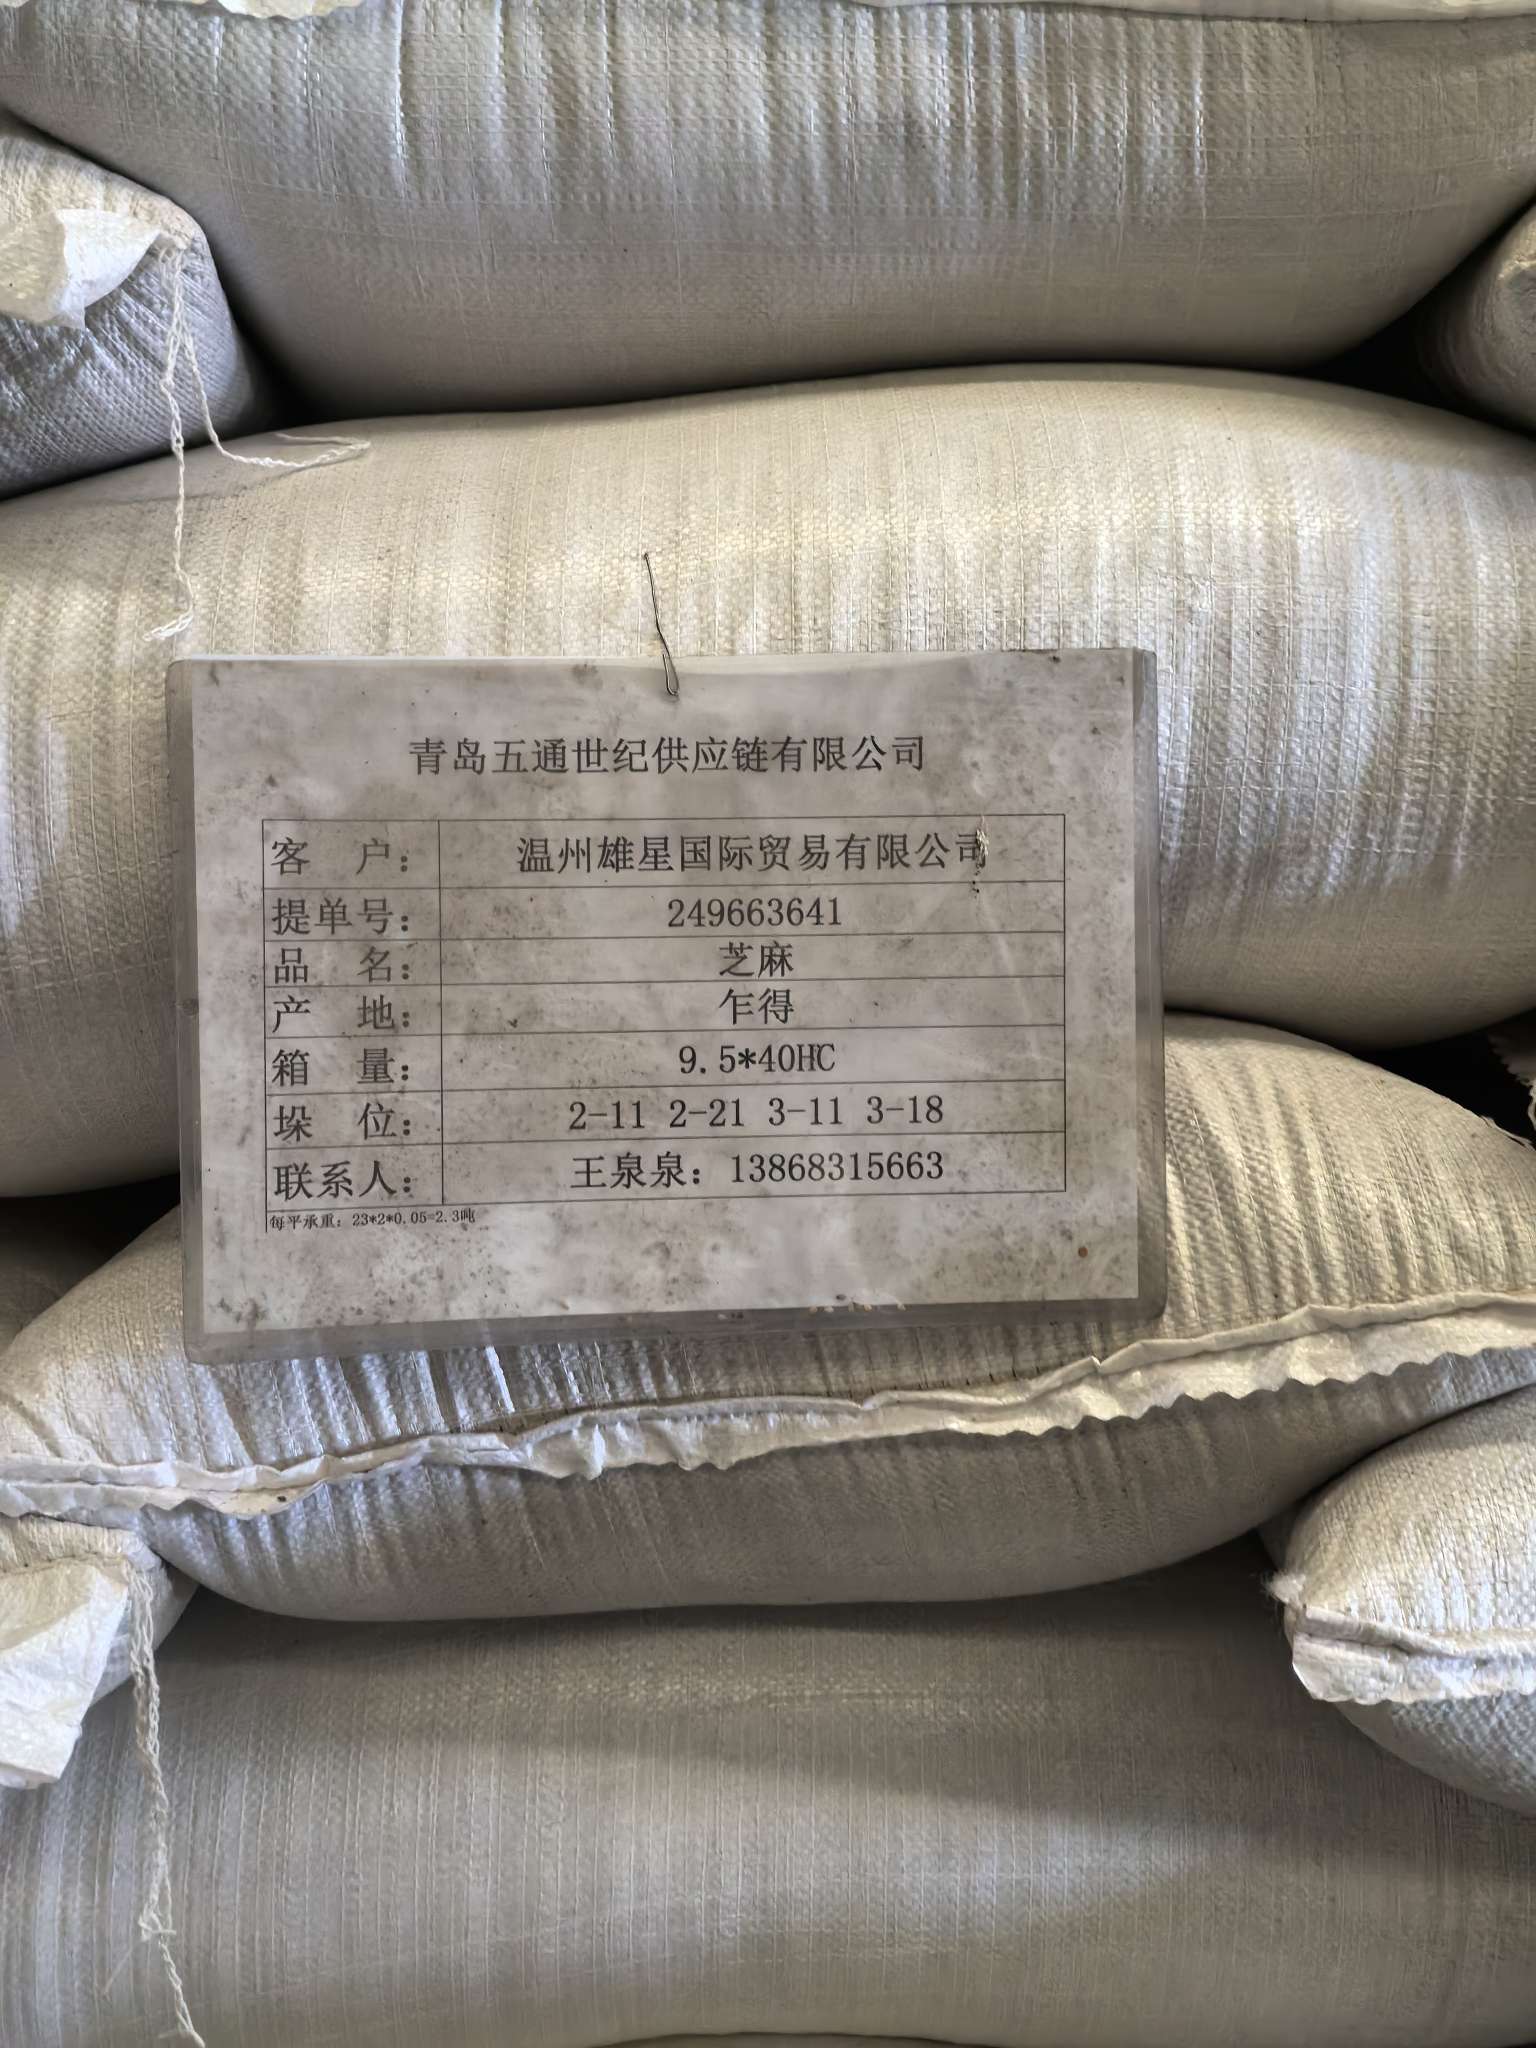 青岛五通世纪供应链有限公司
客 户： 温州雄星国际贸易有限公司
提单号： 249663641
品 名： 芝麻
产 地： 乍得
箱 量： 9.5*40HC
垛 位： 2-11 2-21 3-11 3-18
联系人： 王泉泉：13868315663
每平承重：23*2*0.05=2.3吨